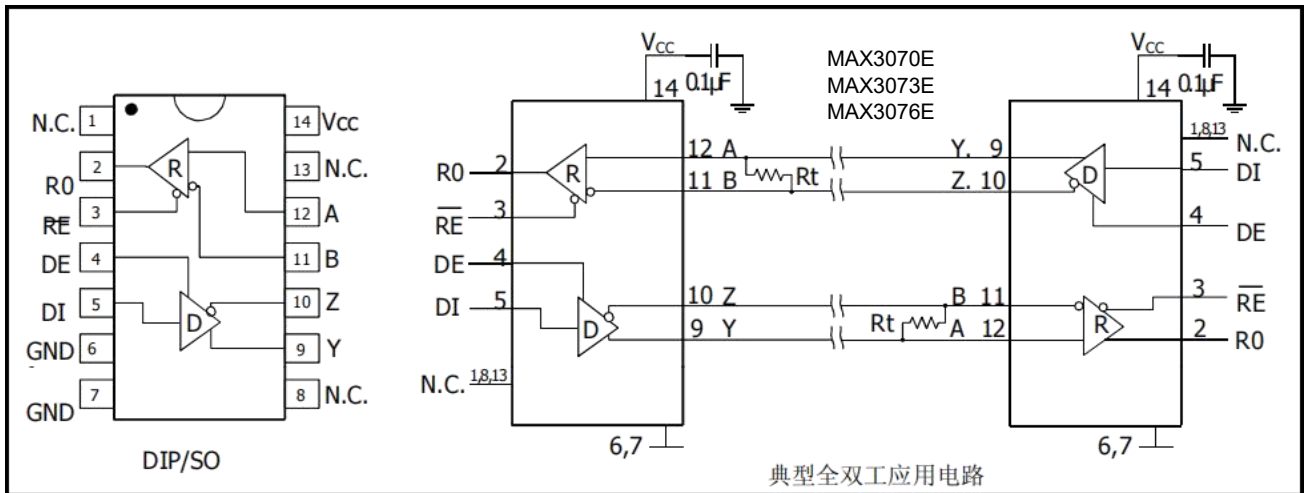 N.C. 1
14 Vcc
R0 2
13 N.C.
RE 3
12 A
DE 4
11 B
DI 5
10 Z
GND 6
9 Y
GND 7
8 N.C.
R
D
DIP/SO
VCC
0.1μF
14
MAX3070E
MAX3073E
MAX3076E
VCC
0.1μF
14
R0 2
R
12 A
11 B
Rt
Y. 9
Z. 10
D
1,8,13 N.C.
5 DI
4 DE
RE 3
DE 4
DI 5
D
10 Z
9 Y
Rt
B 11
A 12
R
3 RE
2 R0
N.C. 1,8,13
6,7
6,7
典型全双工应用电路